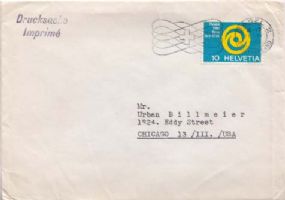 Drucksache
Imprimé
10 HELVETIA
Mr.
Urban Billmeier
1924. Eddy Street
CHICAGO 13 /Ill. /USA